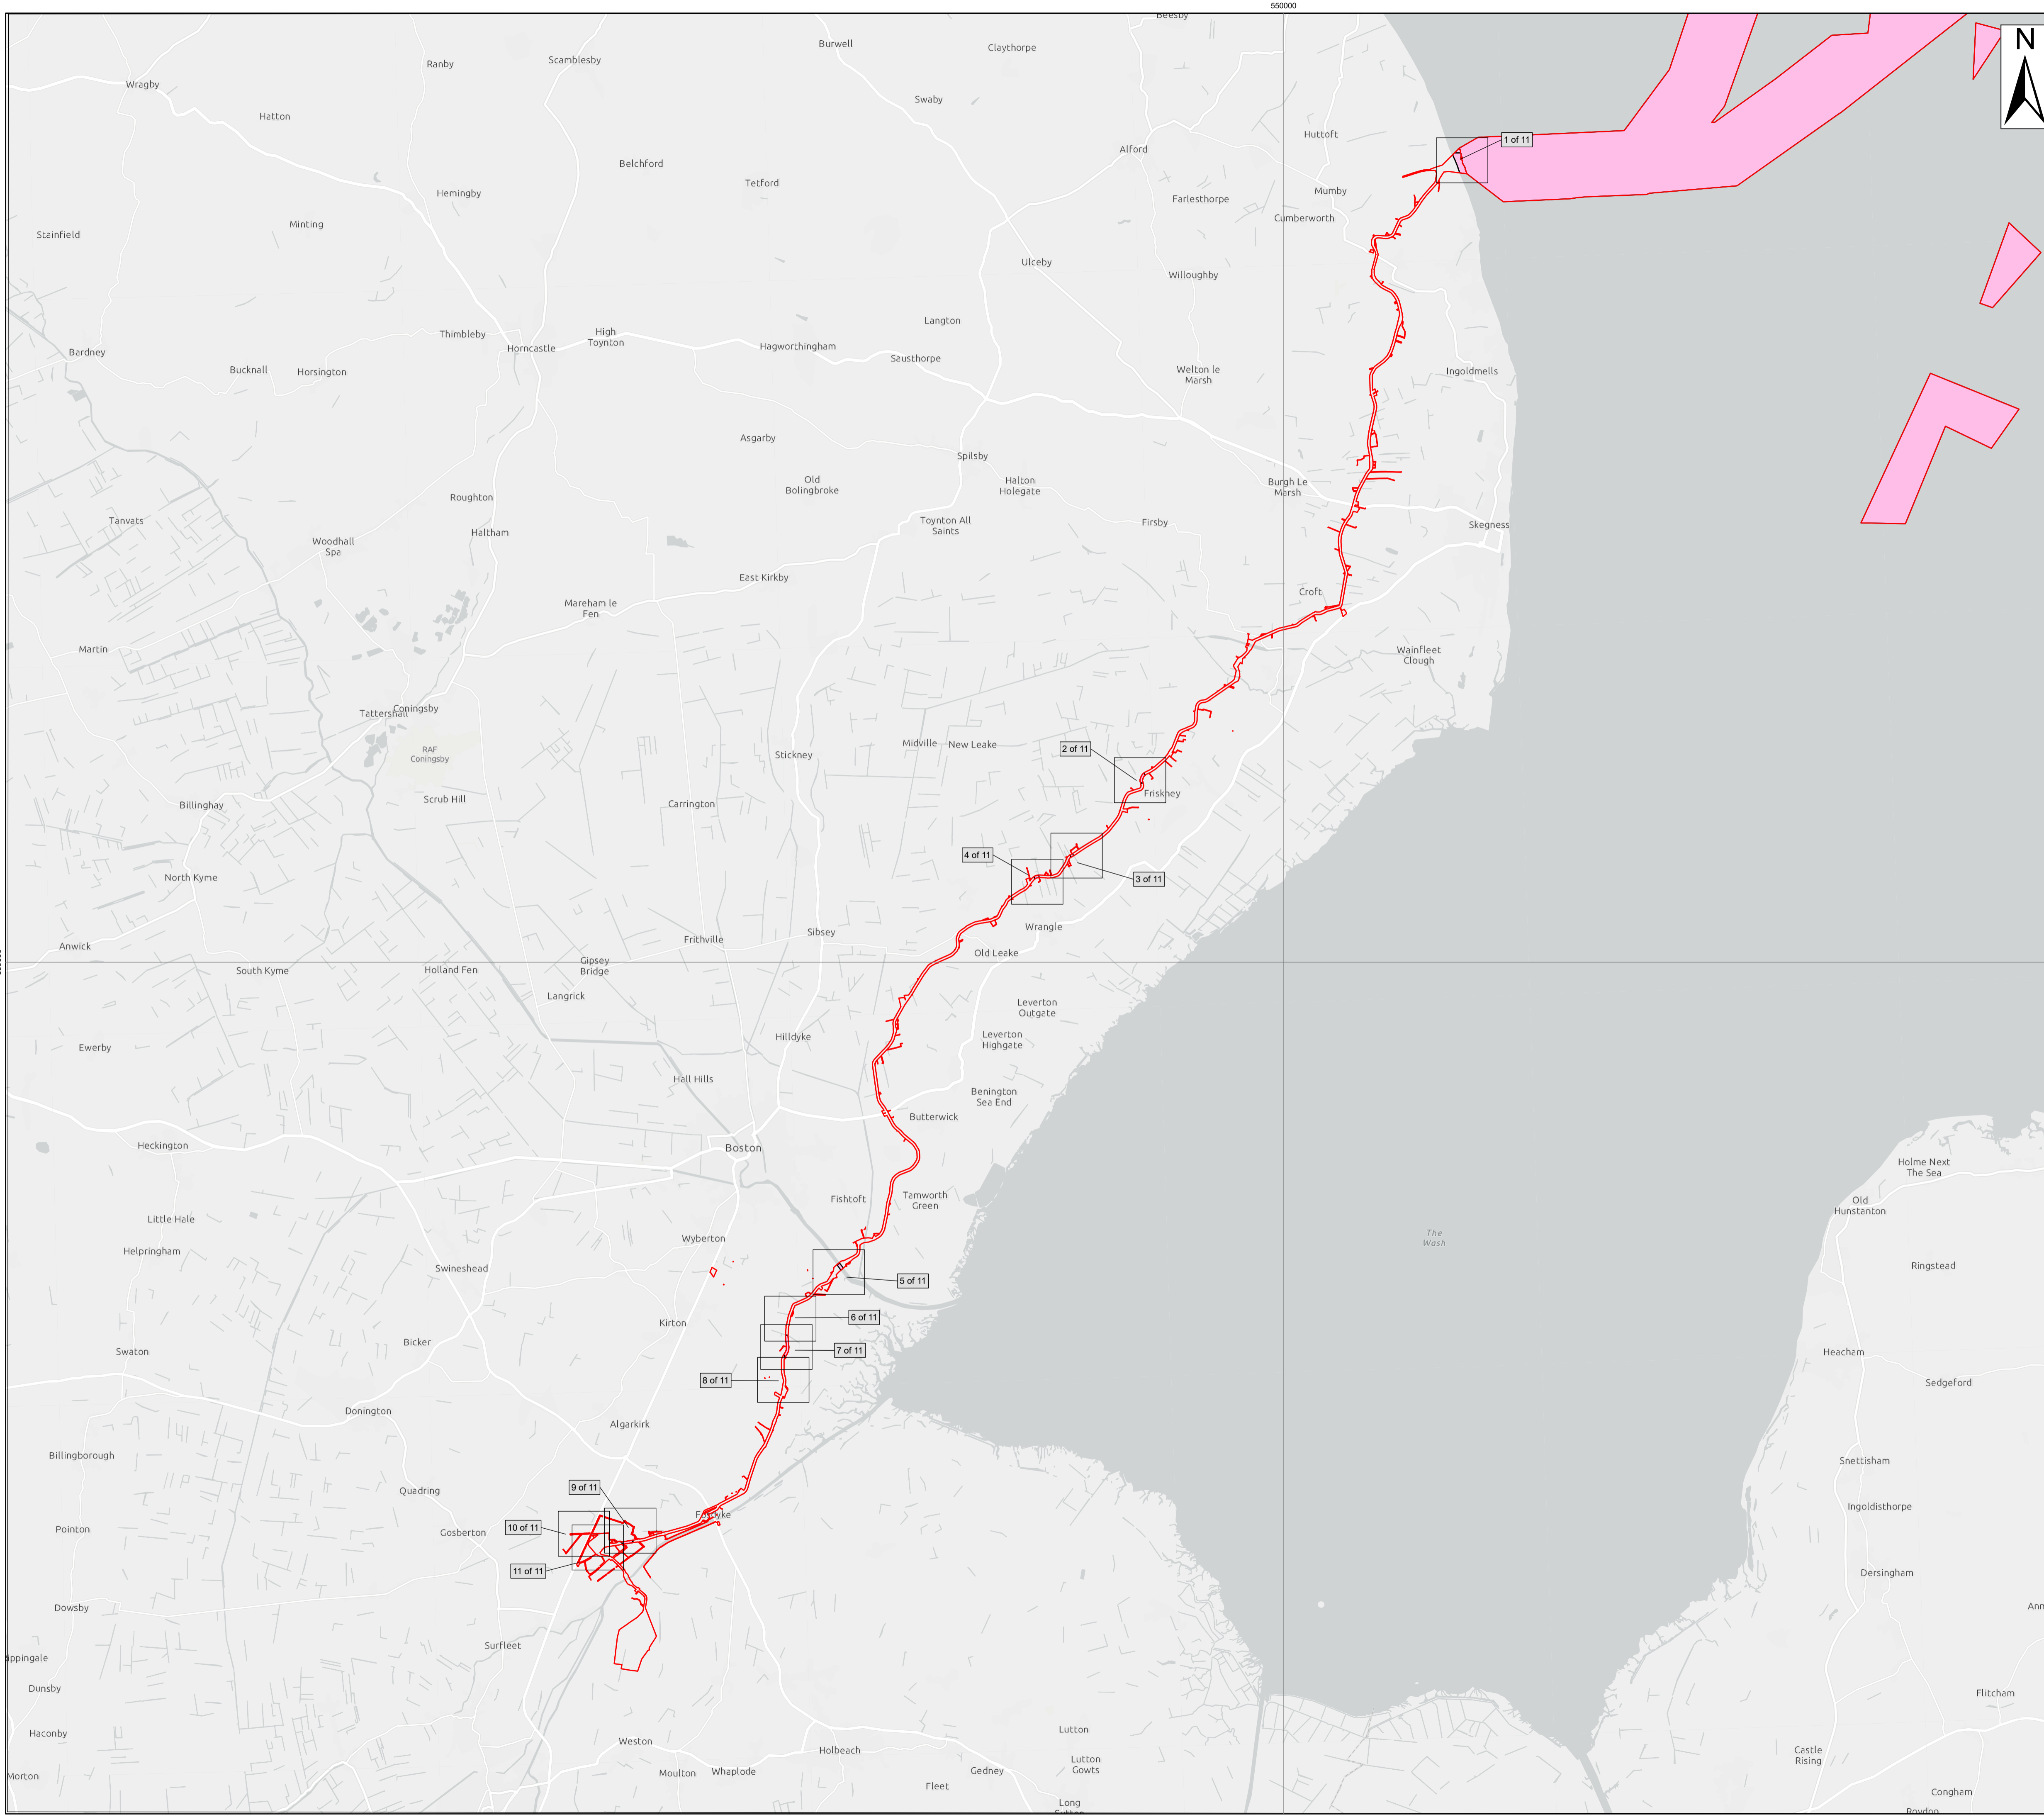 550000
Beesby
Burwell
Claythorpe
N
Ranby
Scamblesby
Wragby
Swaby
Hatton
Huttoft
1 of 11
Alford
Belchford
Tetford
Mumby
Hemingby
Farlesthorpe
Cumberworth
Minting
Stainfield
Ulceby
Willoughby
Langton
Thimbleby
High
Toynton
Horncastle
Hagworthingham
Bardney
Sausthorpe
Bucknall
Horsington
Welton le
Marsh
Ingoldmells
Asgarby
Spilsby
Old
Bolingbroke
Halton
Holegate
Burgh Le
Marsh
Roughton
Tanvats
Toynton All
Saints
Firsby
Skegness
Haltham
Woodhall
Spa
East Kirkby
Croft
Mareham le
Fen
Martin
Wainfleet
Clough
Coningsby
Tattershall
RAF
Coningsby
Stickney
Midville
New Leake
2 of 11
Friskney
Scrub Hill
Billinghay
Carrington
4 of 11
3 of 11
North Kyme
Wrangle
Sibsey
Frithville
Anwick
Old Leake
South Kyme
Holland Fen
Gipsey
Bridge
Langrick
Leverton
Outgate
Hilldyke
Leverton
Highgate
Ewerby
Hall Hills
Benington
Sea End
Butterwick
Heckington
Boston
Holme Next
The Sea
Fishtoft
Tamworth
Green
Old
Hunstanton
Little Hale
Wyberton
The
Wash
Helpringham
Swineshead
Ringstead
5 of 11
6 of 11
Kirton
Bicker
Swaton
7 of 11
Heacham
8 of 11
Sedgeford
Donington
Algarkirk
Billingborough
Snettisham
9 of 11
Quadring
Ingoldisthorpe
Fosdyke
10 of 11
Pointon
Gosberton
11 of 11
Dersingham
Dowsby
Ann
Surfleet
ippingale
Dunsby
Flitcham
Haconby
Lutton
Weston
Holbeach
Castle
Rising
Lutton
Gowts
Moulton
Whaplode
Gedney
Morton
Fleet
Congham
Long
Sutton
Roydon